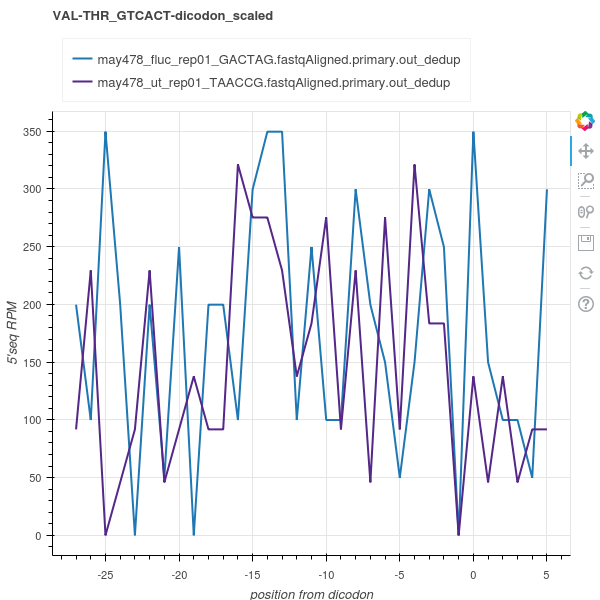 VAL-THR_GTCACT-dicodon_scaled
may478_fluc_rep01_GACTAG.fastqAligned.primary.out_dedup
may478_ut_rep01_TAACCG.fastqAligned.primary.out_dedup
350
300
250
200
150
100
50
0
5'seq RPM
-25 -20 -15 -10 -5 0 5
position from dicodon